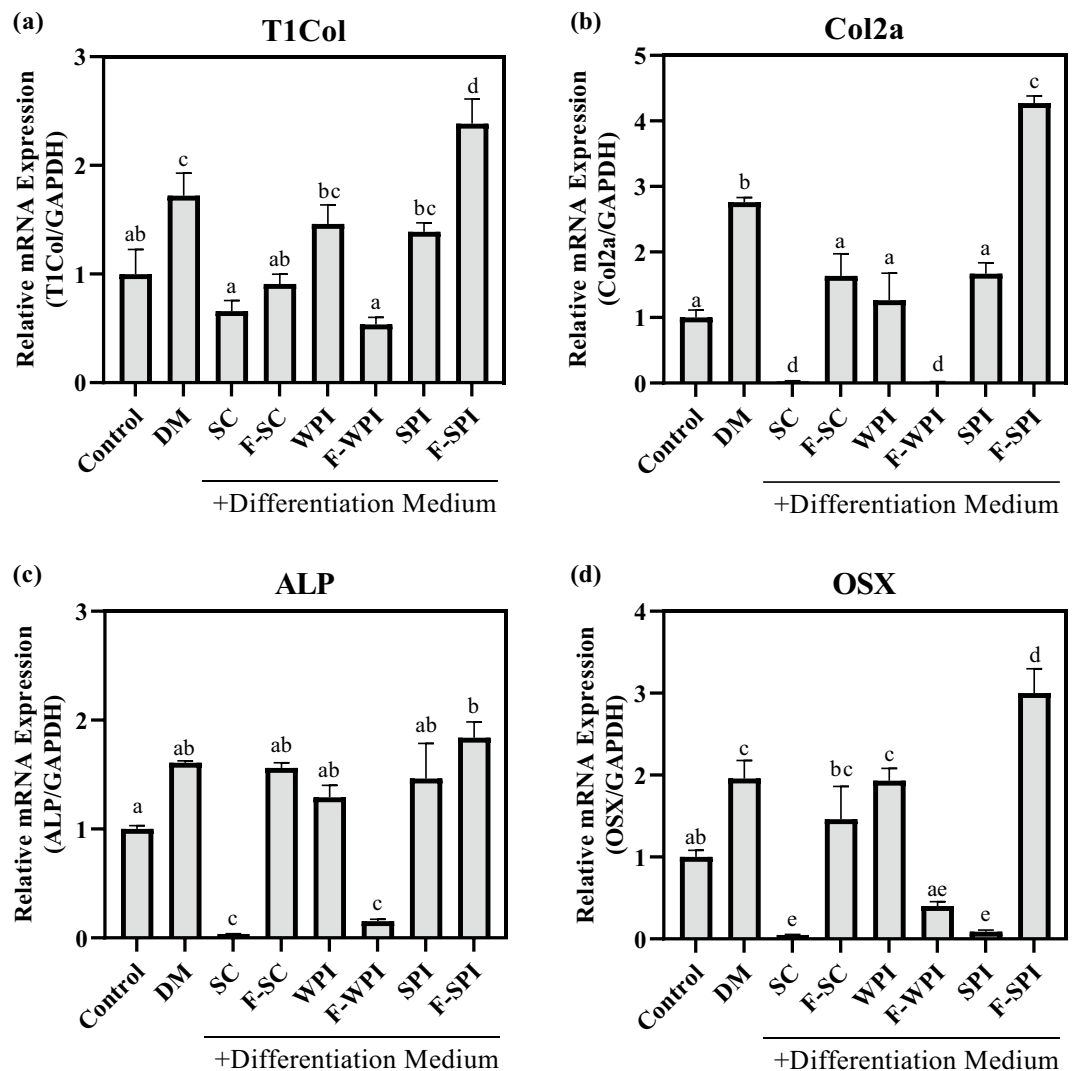 (a)
T1Col
Relative mRNA Expression
(T1Col/GAPDH)
3
2
1
0
ab
c
a
ab
bc
a
bc
d
Control
DM
SC
F-SC
WPI
F-WPI
SPI
F-SPI
+Differentiation Medium
(b)
Col2a
Relative mRNA Expression
(Col2a/GAPDH)
5
4
3
2
1
0
a
b
d
a
a
d
a
c
Control
DM
SC
F-SC
WPI
F-WPI
SPI
F-SPI
+Differentiation Medium
(c)
ALP
Relative mRNA Expression
(ALP/GAPDH)
3
2
1
0
a
ab
c
ab
ab
c
ab
b
Control
DM
SC
F-SC
WPI
F-WPI
SPI
F-SPI
+Differentiation Medium
(d)
OSX
Relative mRNA Expression
(OSX/GAPDH)
4
3
2
1
0
ab
c
e
bc
c
ae
e
d
Control
DM
SC
F-SC
WPI
F-WPI
SPI
F-SPI
+Differentiation Medium